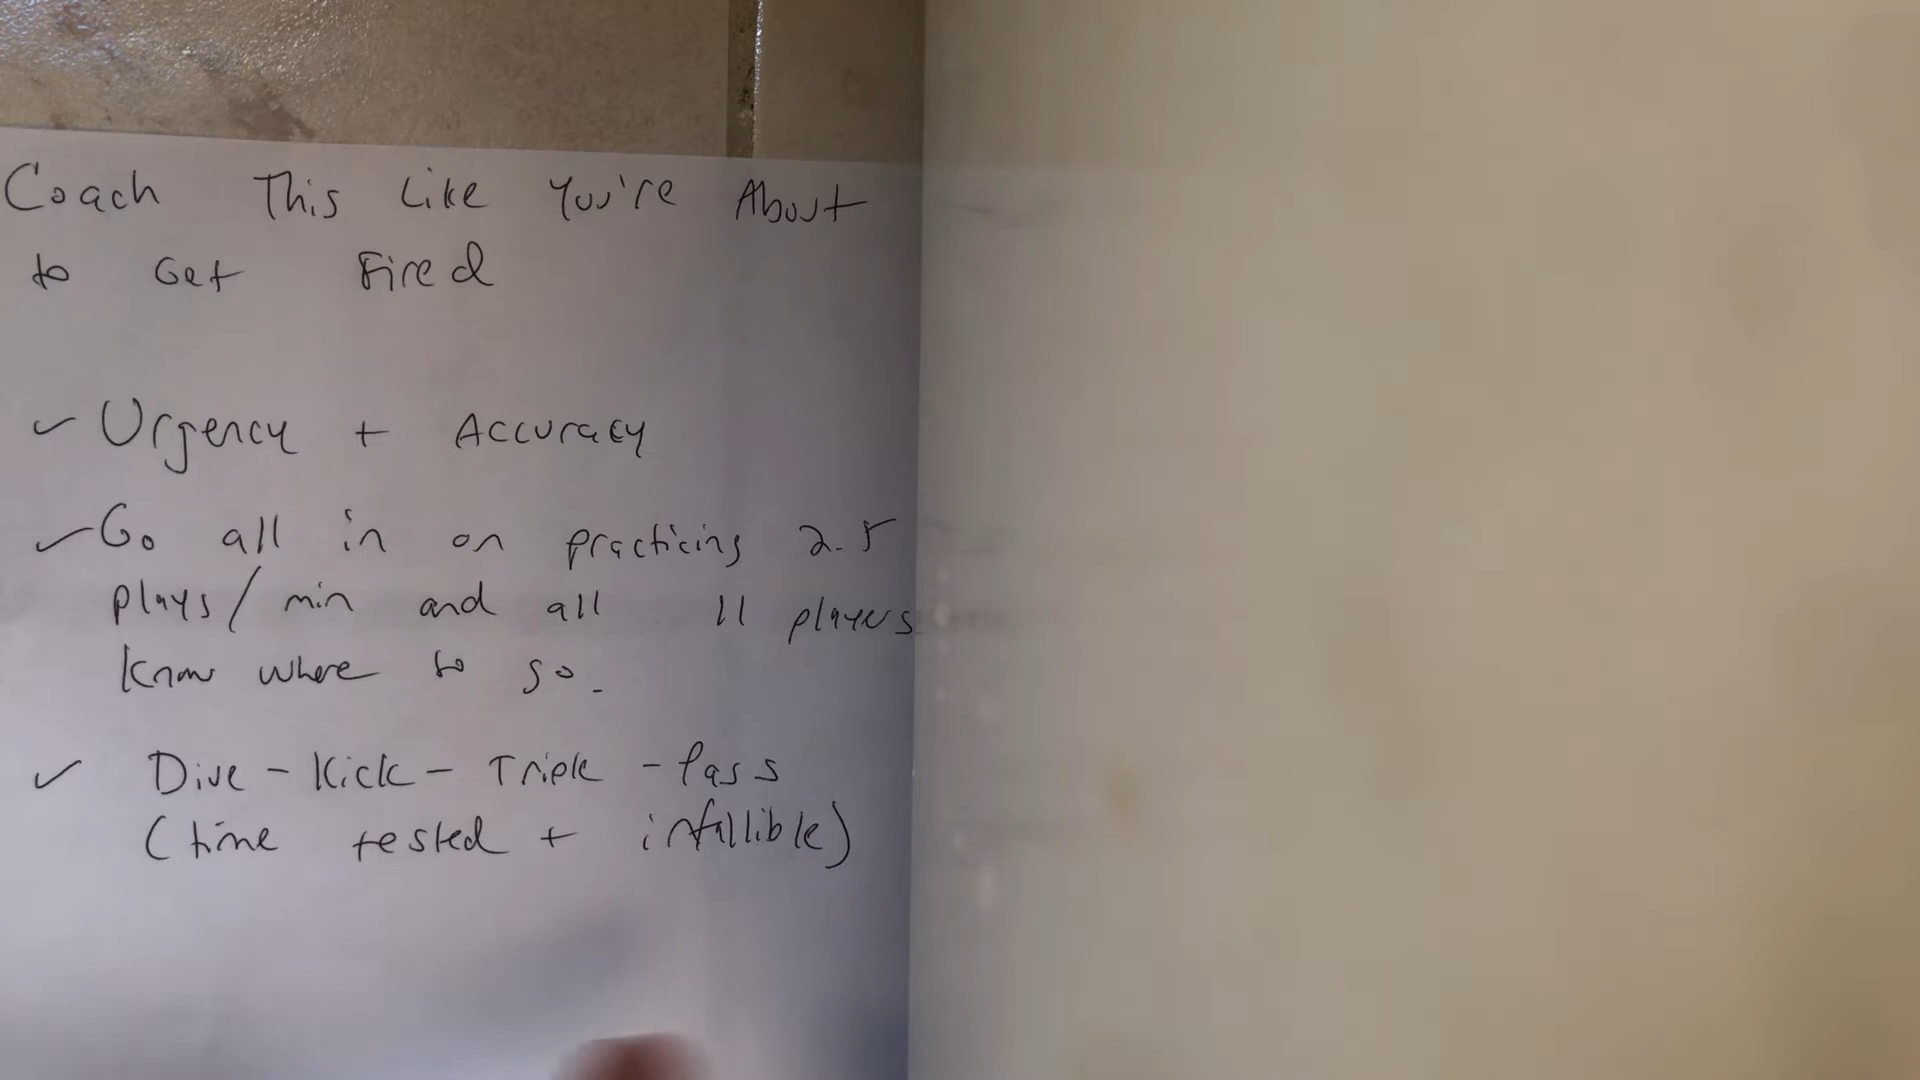 Coach This Like You're About
to Get Fired
✓ Urgency + Accuracy
✓ Go all in on practicing 2.5
plays/min and all 11 players
know where to go.
✓ Dive - Kick - Triple - Pass
(time tested + infallible)